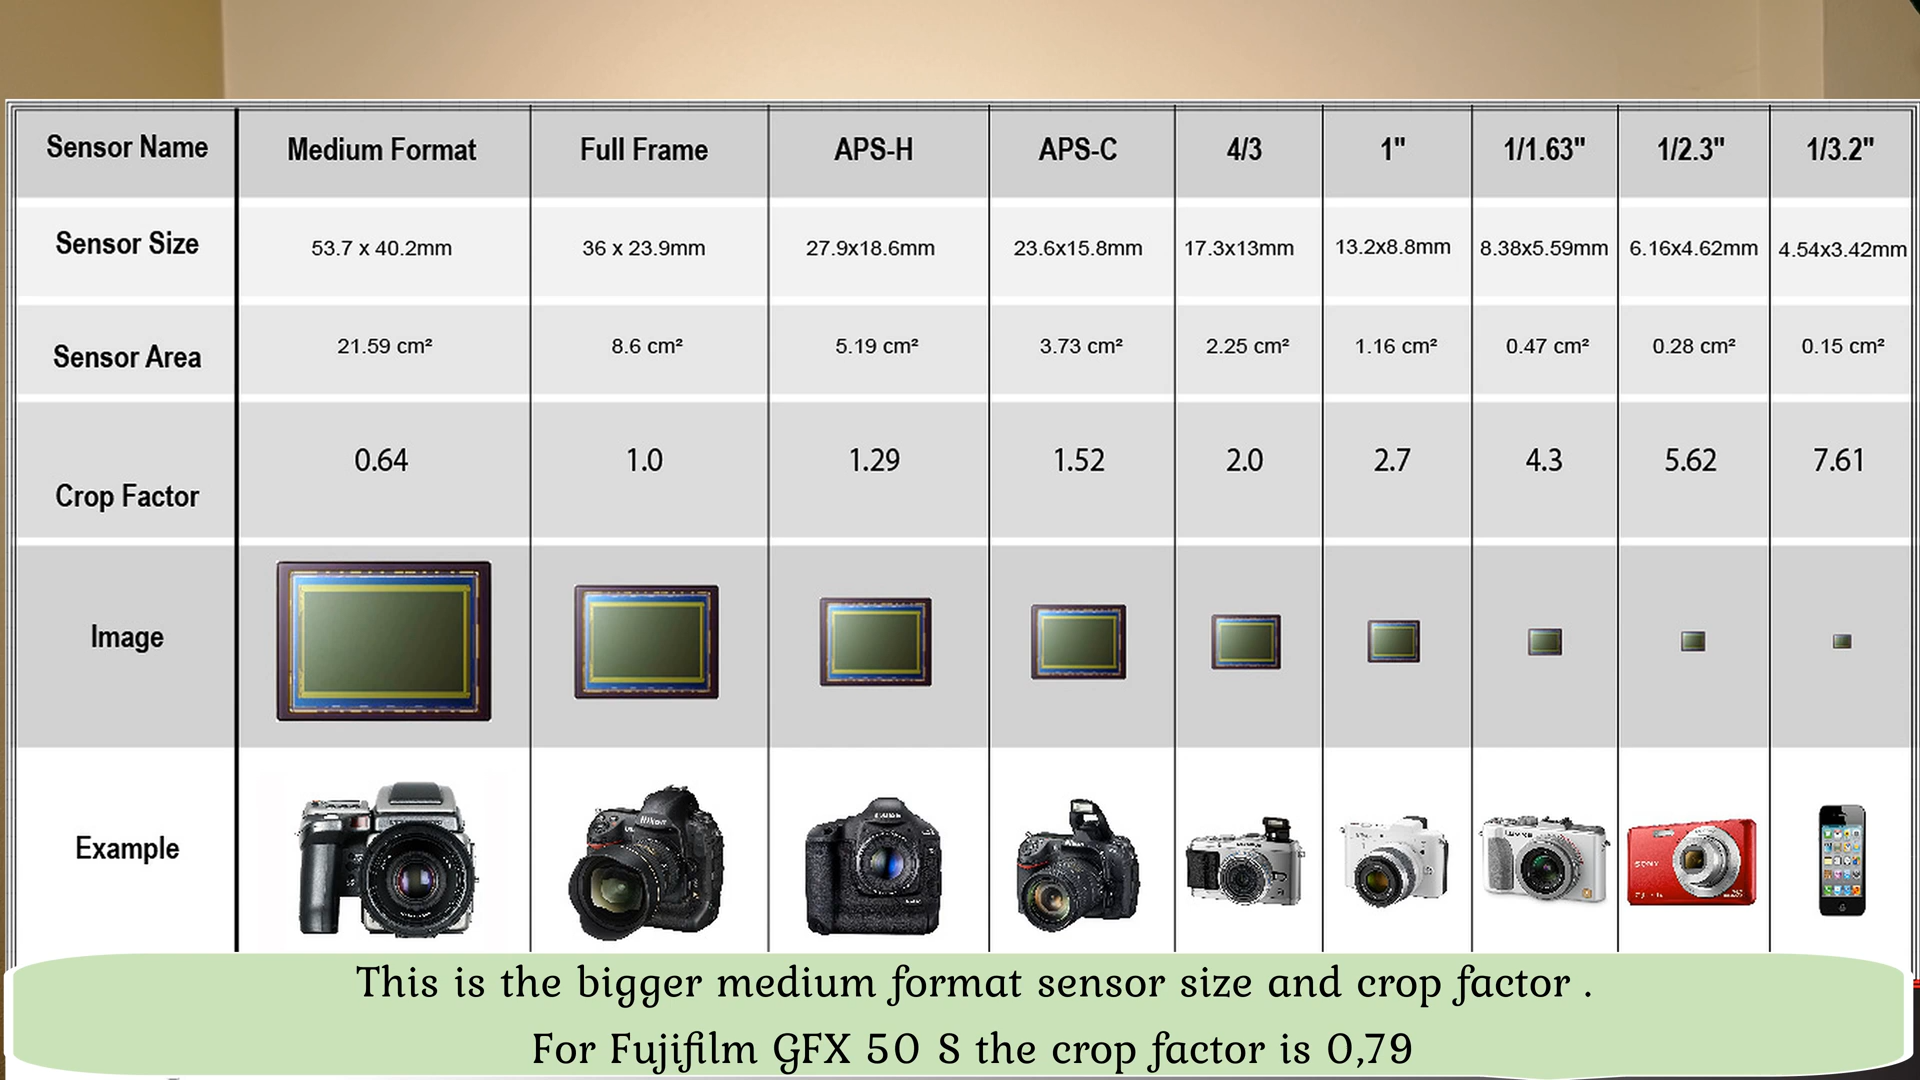 Sensor Name Medium Format Full Frame APS-H APS-C 4/3 1" 1/1.63" 1/2.3" 1/3.2"
Sensor Size 53.7 x 40.2mm 36 x 23.9mm 27.9x18.6mm 23.6x15.8mm 17.3x13mm 13.2x8.8mm 8.38x5.59mm 6.16x4.62mm 4.54x3.42mm
Sensor Area 21.59 cm² 8.6 cm² 5.19 cm² 3.73 cm² 2.25 cm² 1.16 cm² 0.47 cm² 0.28 cm² 0.15 cm²
Crop Factor 0.64 1.0 1.29 1.52 2.0 2.7 4.3 5.62 7.61
Image
Example
Nikon
SONY
This is the bigger medium format sensor size and crop factor .
For Fujifilm GFX 50 S the crop factor is 0,79